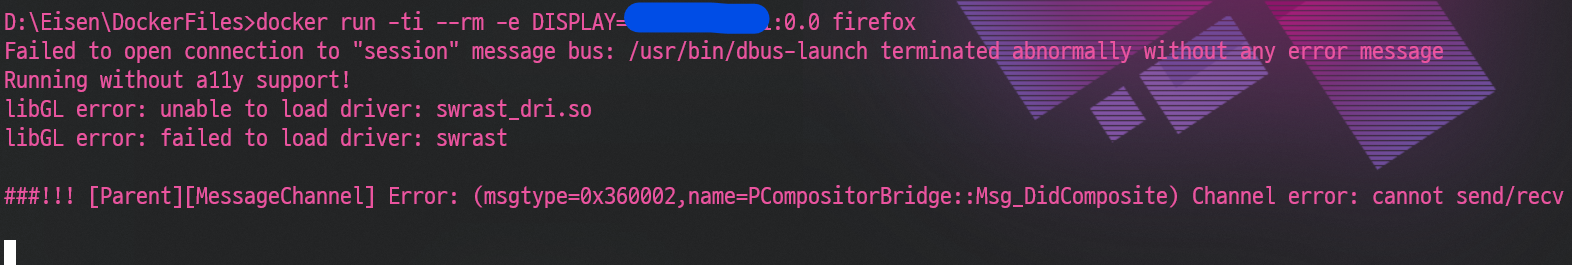 D:\Eisen\DockerFiles>docker run -ti --rm -e DISPLAY= :0.0 firefox
Failed to open connection to "session" message bus: /usr/bin/dbus-launch terminated abnormally without any error message
Running without a11y support!
libGL error: unable to load driver: swrast_dri.so
libGL error: failed to load driver: swrast
###!!! [Parent][MessageChannel] Error: (msgtype=0x360002,name=PCompositorBridge::Msg_DidComposite) Channel error: cannot send/recv